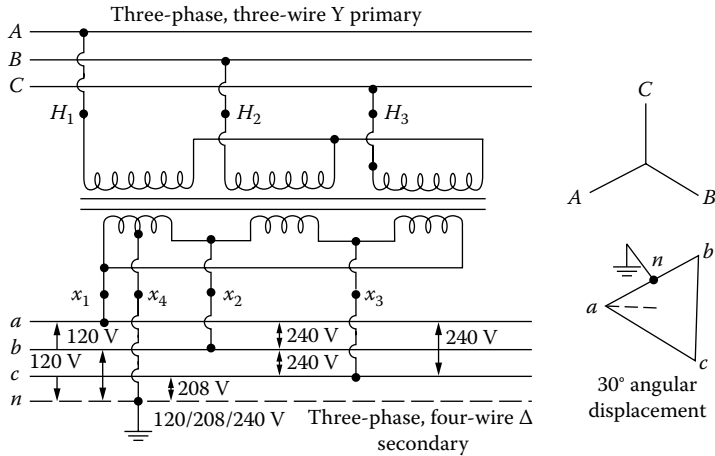 Three-phase, three-wire Y primary
A
B
C
H1
H2
H3
C
A
B
x1
x4
x2
x3
n
b
a
c
a
b
c
n
120 V
120 V
240 V
240 V
240 V
208 V
120/208/240 V
Three-phase, four-wire Δ
secondary
30° angular
displacement